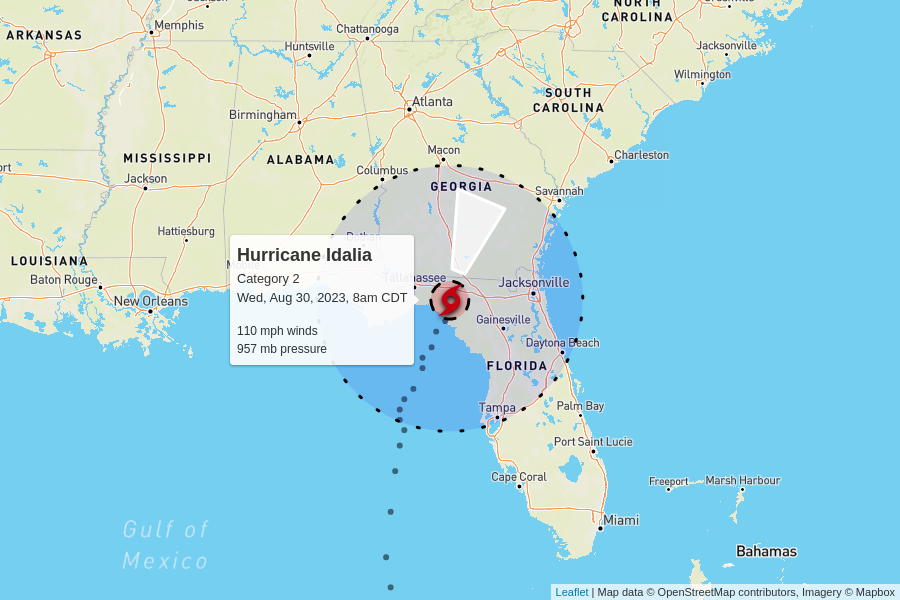 NORTH
CAROLINA
ARKANSAS
Memphis
Chattanooga
Huntsville
Jacksonville
Wilmington
Atlanta
SOUTH
CAROLINA
Birmingham
Macon
Charleston
MISSISSIPPI
ALABAMA
Columbus
Jackson
GEORGIA
Savannah
Hattiesburg
Dothan
LOUISIANA
Baton Rouge
New Orleans
Tallahassee
Jacksonville
Hurricane Idalia
Category 2
Wed, Aug 30, 2023, 8am CDT
110 mph winds
957 mb pressure
Gainesville
Daytona Beach
FLORIDA
Tampa
Palm Bay
Port Saint Lucie
Cape Coral
Freeport
Marsh Harbour
Miami
Gulf of
Mexico
Bahamas
Leaflet | Map data © OpenStreetMap contributors, Imagery © Mapbox